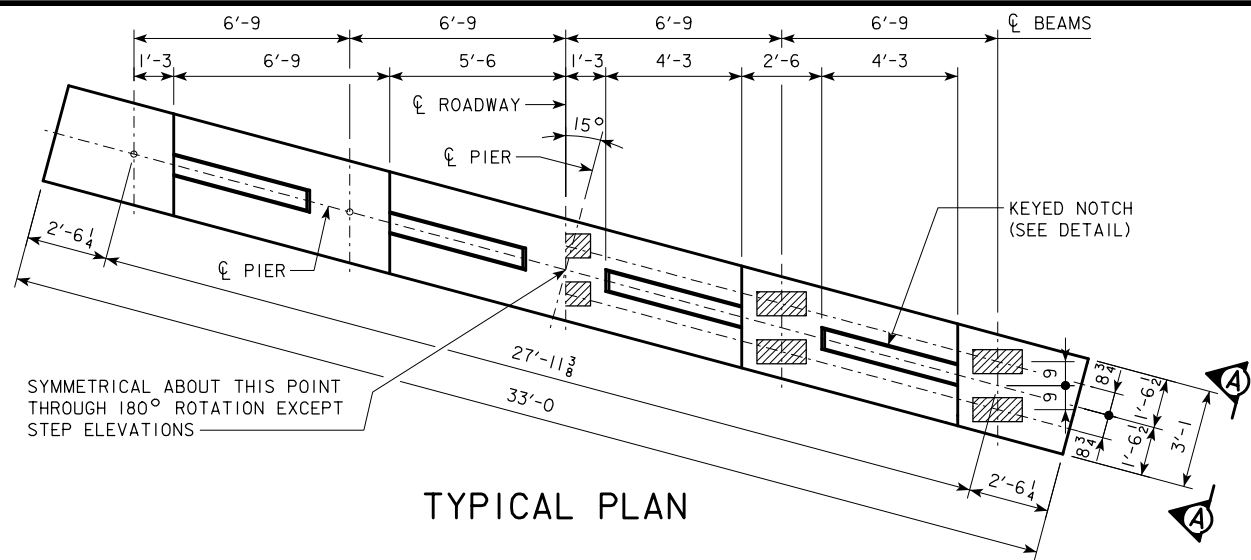 6'-9 6'-9 6'-9 6'-9 ℄ BEAMS
1'-3 6'-9 5'-6 1'-3 4'-3 2'-6 4'-3
℄ ROADWAY
15°
℄ PIER
KEYED NOTCH
(SEE DETAIL)
2'-6¼
℄ PIER
27'-11⅜
33'-0
SYMMETRICAL ABOUT THIS POINT
THROUGH 180° ROTATION EXCEPT
STEP ELEVATIONS
9
9
8¾
8¾
1'-6½
1'-6½
3'-1
A
A
2'-6¼
TYPICAL PLAN